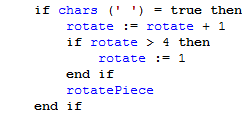 if chars (' ') = true then
rotate := rotate + 1
if rotate > 4 then
rotate := 1
end if
rotatePiece
end if